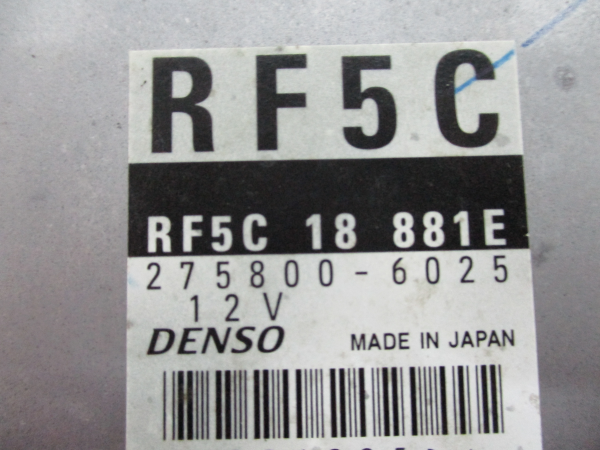 RF5C
RF5C 18 881E
275800-6025
12V
DENSO
MADE IN JAPAN